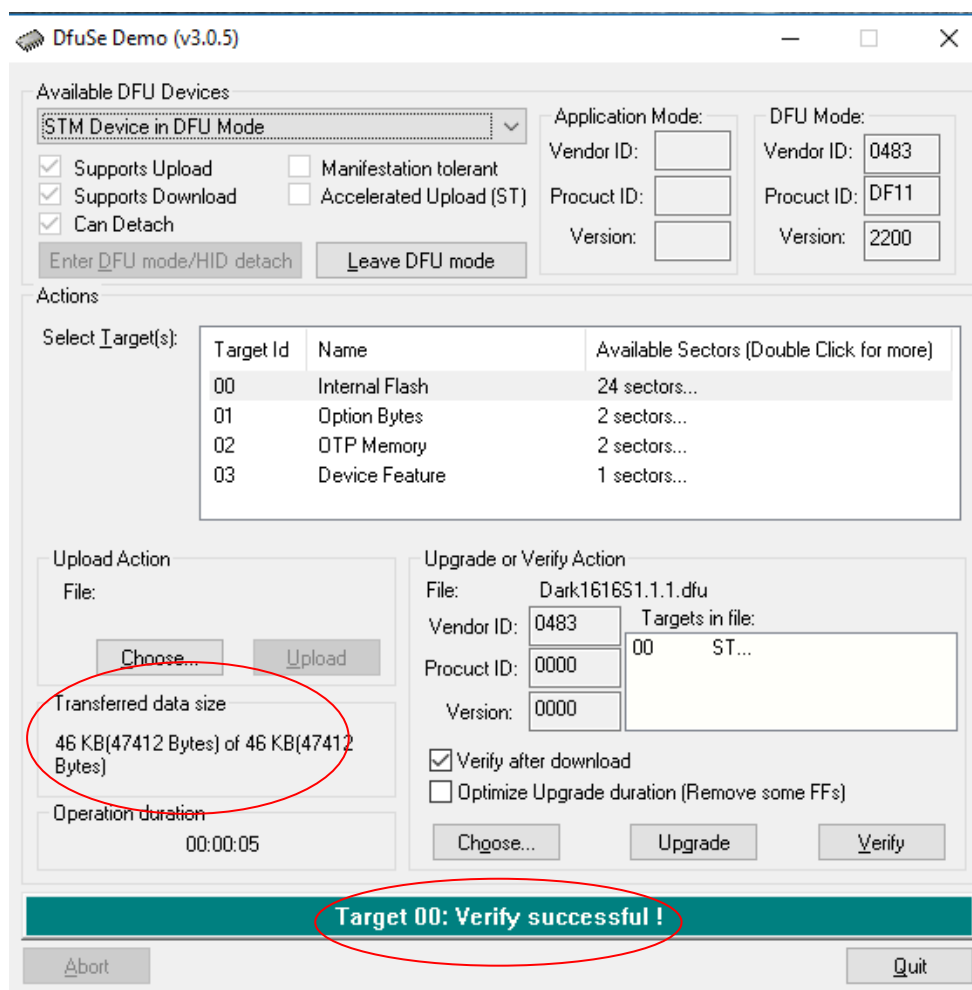 DfuSe Demo (v3.0.5)
Available DFU Devices
STM Device in DFU Mode
Supports Upload
Manifestation tolerant
Supports Download
Accelerated Upload (ST)
Can Detach
Enter DFU mode/HID detach
Leave DFU mode
Application Mode:
Vendor ID:
Procuct ID:
Version:
DFU Mode:
Vendor ID: 0483
Procuct ID: DF11
Version: 2200
Actions
Select Target(s):
Target Id Name Available Sectors (Double Click for more)
00 Internal Flash 24 sectors...
01 Option Bytes 2 sectors...
02 OTP Memory 2 sectors...
03 Device Feature 1 sectors...
Upload Action
File:
Choose... Upload
Transferred data size
46 KB(47412 Bytes) of 46 KB(47412
Bytes)
Operation duration
00:00:05
Upgrade or Verify Action
File: Dark1616S1.1.1.dfu
Vendor ID: 0483
Procuct ID: 0000
Version: 0000
Targets in file:
00 ST...
Verify after download
Optimize Upgrade duration (Remove some FFs)
Choose... Upgrade Verify
Target 00: Verify successful !
Abort Quit